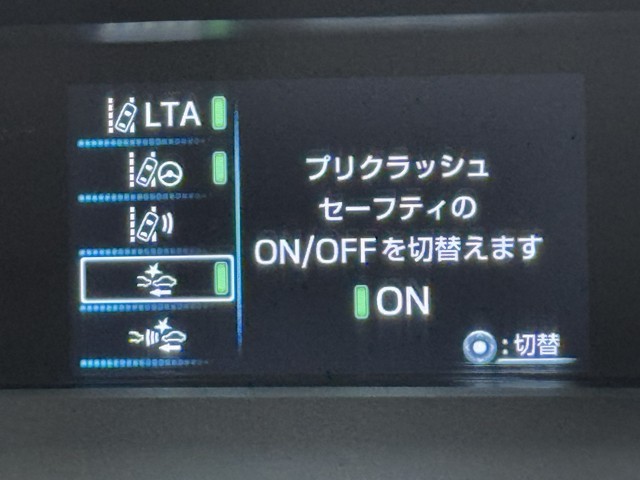 LTA
プリクラッシュ
セーフティの
ON/OFFを切替えます
ON
:切替